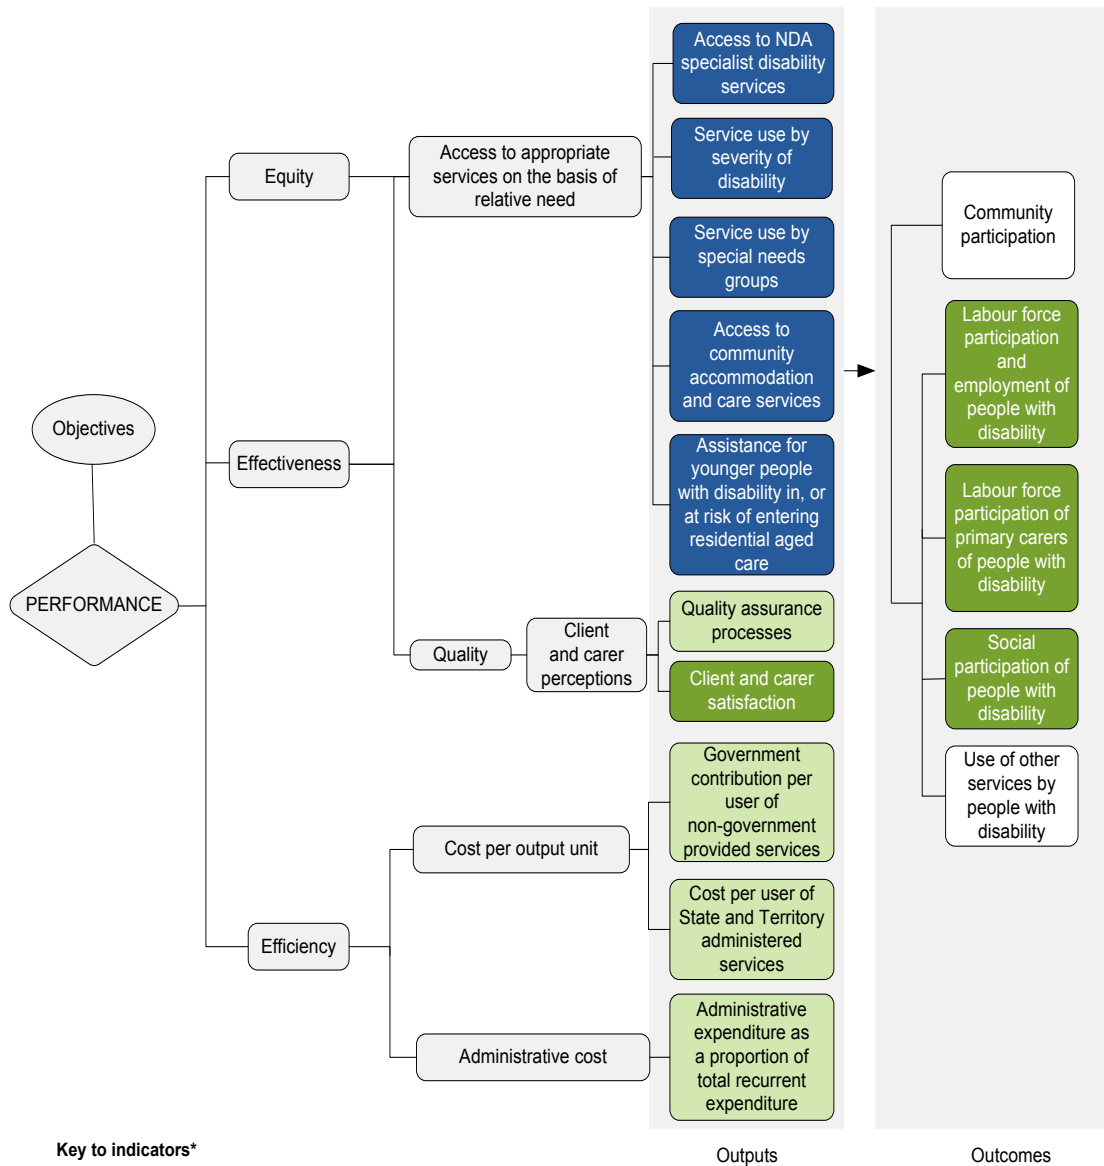 Objectives
PERFORMANCE
Equity
Effectiveness
Efficiency
Access to appropriate
services on the basis of
relative need
Quality
Client
and carer
perceptions
Cost per output unit
Administrative cost
Access to NDA
specialist disability
services
Service use by
severity of
disability
Service use by
special needs
groups
Access to
community
accommodation
and care services
Assistance for
younger people
with disability in, or
at risk of entering
residential aged
care
Quality assurance
processes
Client and carer
satisfaction
Government
contribution per
user of
non-government
provided services
Cost per user of
State and Territory
administered
services
Administrative
expenditure as
a proportion of
total recurrent
expenditure
Community
participation
Labour force
participation
and
employment of
people with
disability
Labour force
participation of
primary carers
of people with
disability
Social
participation of
people with
disability
Use of other
services by
people with
disability
Key to indicators*
Outputs
Outcomes